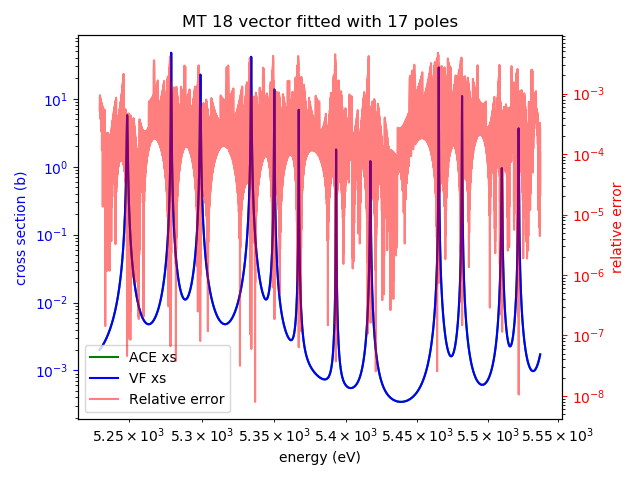 MT 18 vector fitted with 17 poles
cross section (b)
10¹
10⁰
10⁻¹
10⁻²
10⁻³
relative error
10⁻³
10⁻⁴
10⁻⁵
10⁻⁶
10⁻⁷
10⁻⁸
ACE xs
VF xs
Relative error
5.25 × 10³ 5.3 × 10³ 5.35 × 10³ 5.4 × 10³ 5.45 × 10³ 5.5 × 10³ 5.55 × 10³
energy (eV)